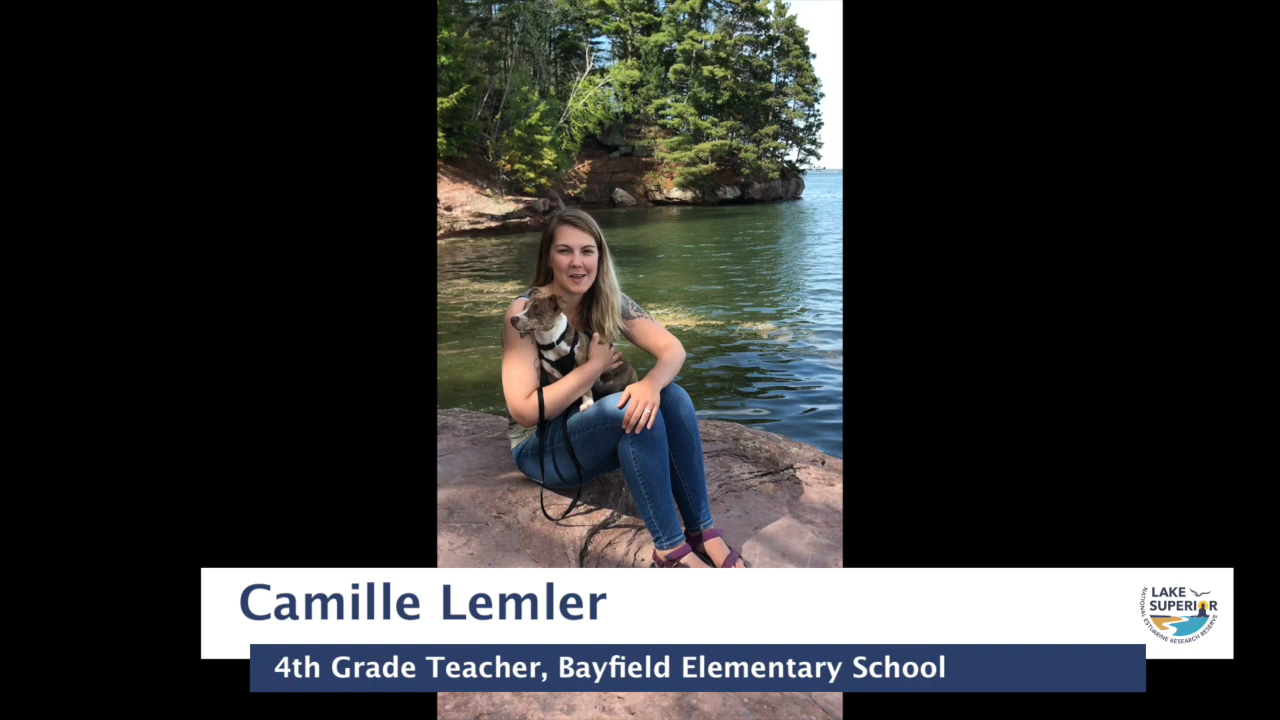 Camille Lemler
4th Grade Teacher, Bayfield Elementary School
LAKE
SUPERIOR
NATIONAL ESTUARINE RESEARCH RESERVE